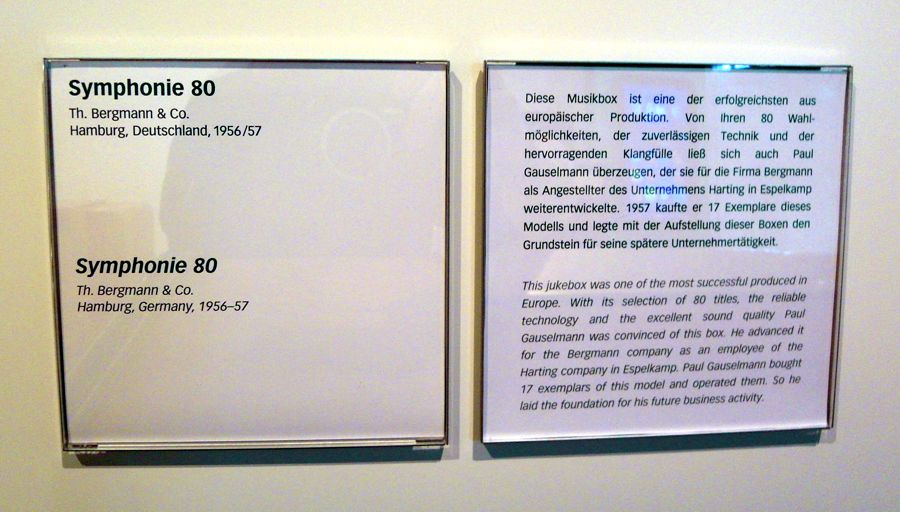 Symphonie 80
Th. Bergmann & Co.
Hamburg, Deutschland, 1956/57
Symphonie 80
Th. Bergmann & Co.
Hamburg, Germany, 1956–57
Diese Musikbox ist eine der erfolgreichsten aus
europäischer Produktion. Von Ihren 80 Wahl-
möglichkeiten, der zuverlässigen Technik und der
hervorragenden Klangfülle ließ sich auch Paul
Gauselmann überzeugen, der sie für die Firma Bergmann
als Angestellter des Unternehmens Harting in Espelkamp
weiterentwickelte. 1957 kaufte er 17 Exemplare dieses
Modells und legte mit der Aufstellung dieser Boxen den
Grundstein für seine spätere Unternehmertätigkeit.
This jukebox was one of the most successful produced in
Europe. With its selection of 80 titles, the reliable
technology and the excellent sound quality Paul
Gauselmann was convinced of this box. He advanced it
for the Bergmann company as an employee of the
Harting company in Espelkamp. Paul Gauselmann bought
17 exemplars of this model and operated them. So he
laid the foundation for his future business activity.